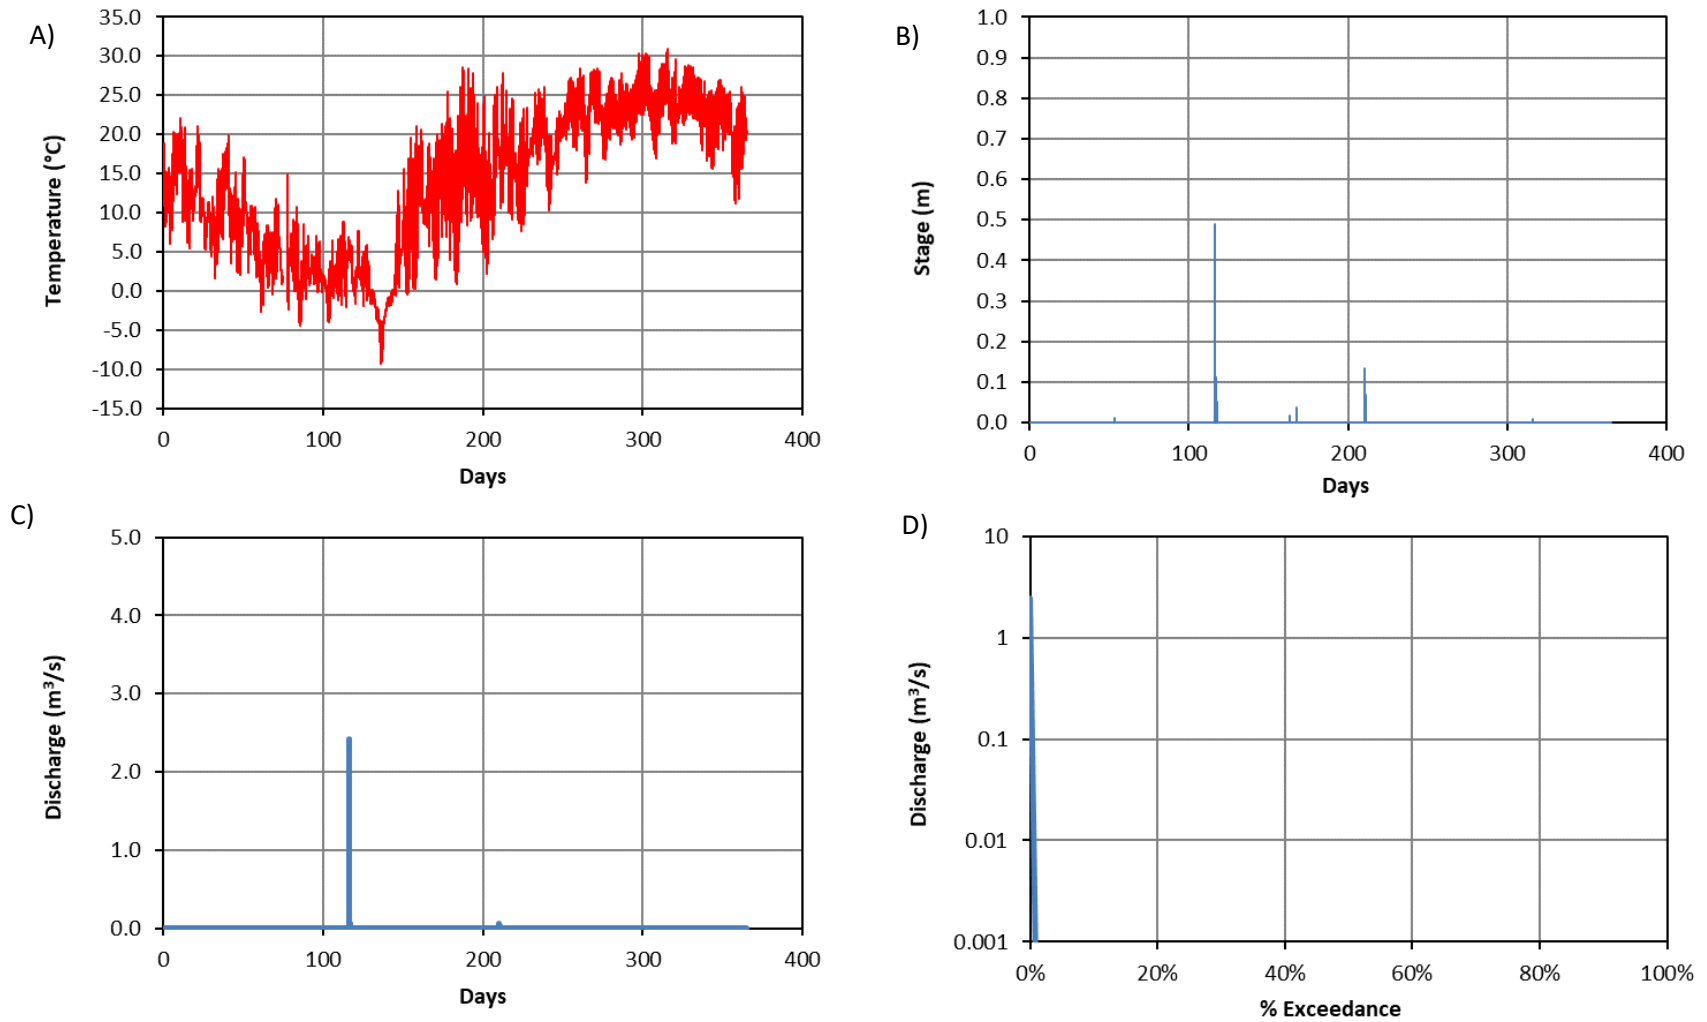 A)
35.0
30.0
25.0
20.0
15.0
10.0
5.0
0.0
-5.0
-10.0
-15.0
Temperature (°C)
0 100 200 300 400
Days
B)
1.0
0.9
0.8
0.7
0.6
0.5
0.4
0.3
0.2
0.1
0.0
Stage (m)
0 100 200 300 400
Days
C)
5.0
4.0
3.0
2.0
1.0
0.0
Discharge (m³/s)
0 100 200 300 400
Days
D)
10
1
0.1
0.01
0.001
Discharge (m³/s)
0% 20% 40% 60% 80% 100%
% Exceedance